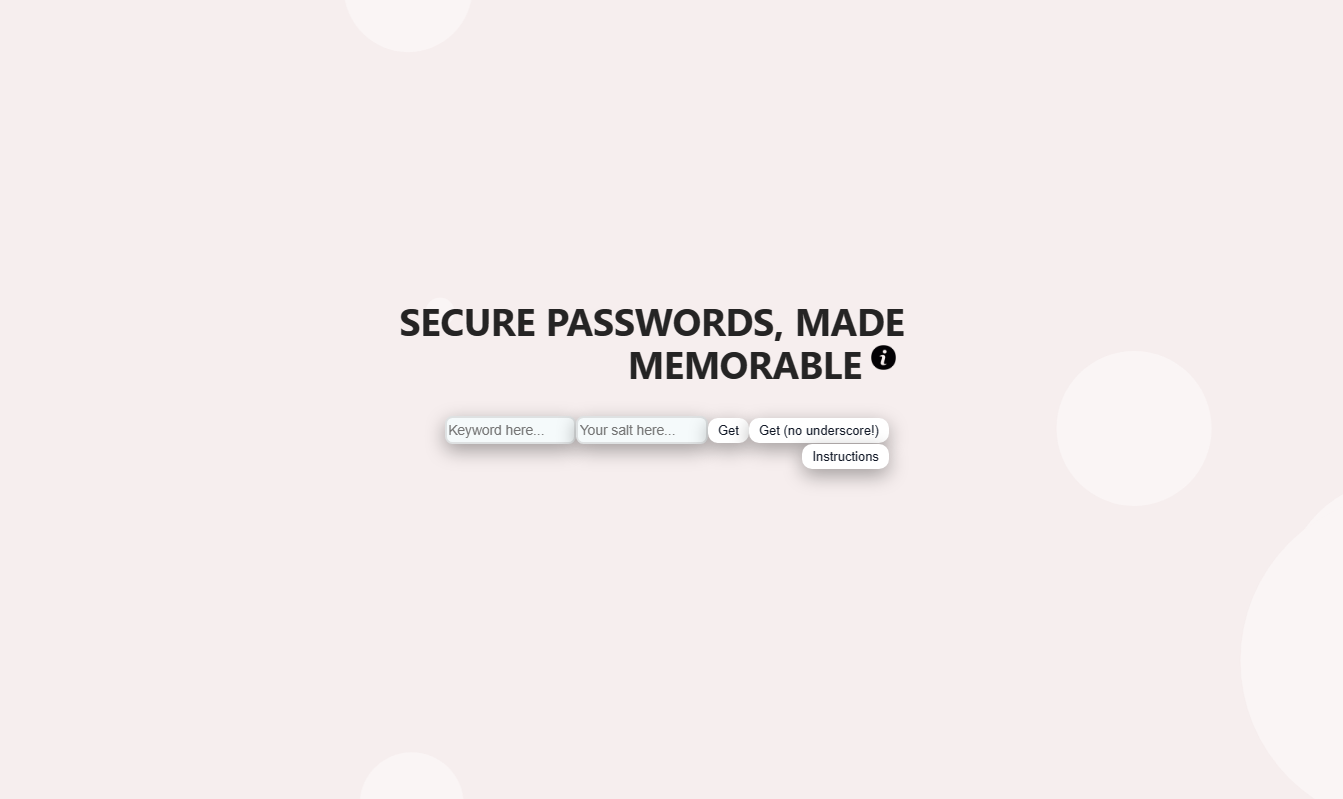 SECURE PASSWORDS, MADE
MEMORABLE i
Keyword here... Your salt here... Get Get (no underscore!)
Instructions